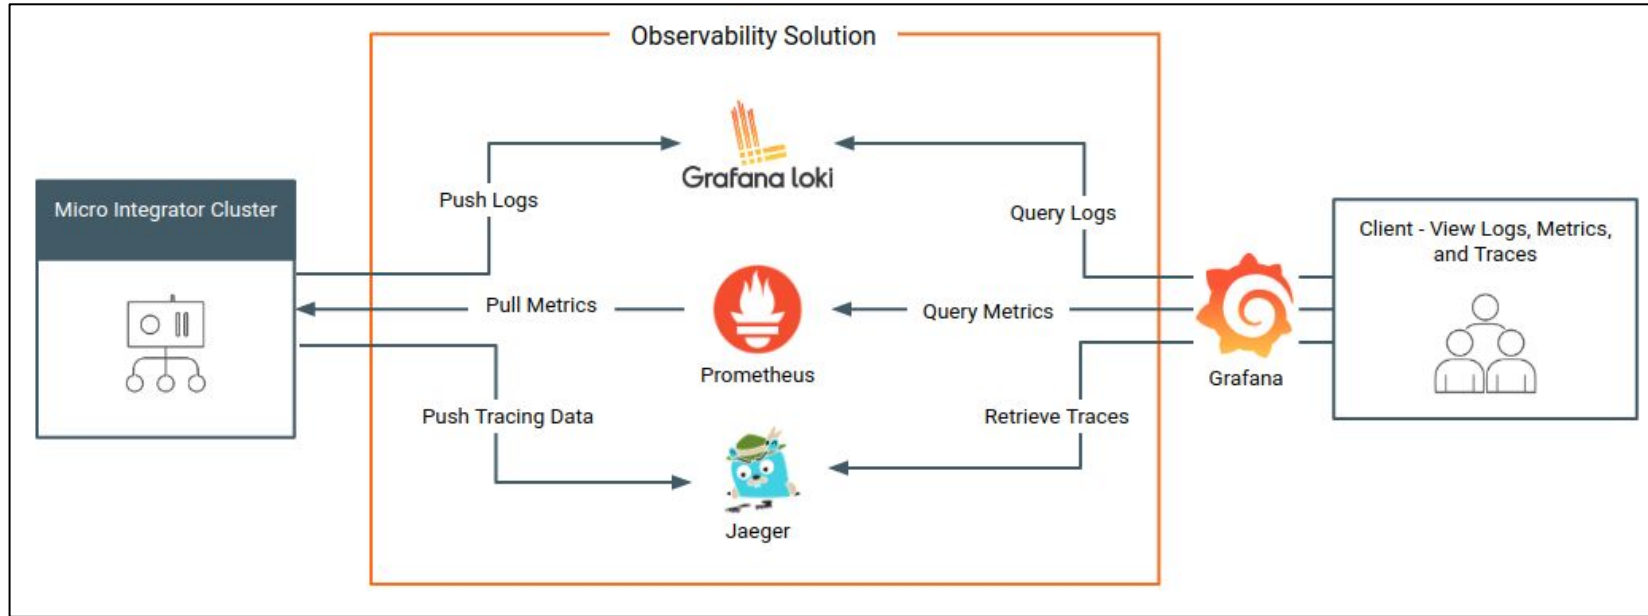 Observability Solution
Micro Integrator Cluster
Push Logs
Pull Metrics
Push Tracing Data
Grafana loki
Prometheus
Jaeger
Query Logs
Query Metrics
Retrieve Traces
Grafana
Client - View Logs, Metrics,
and Traces